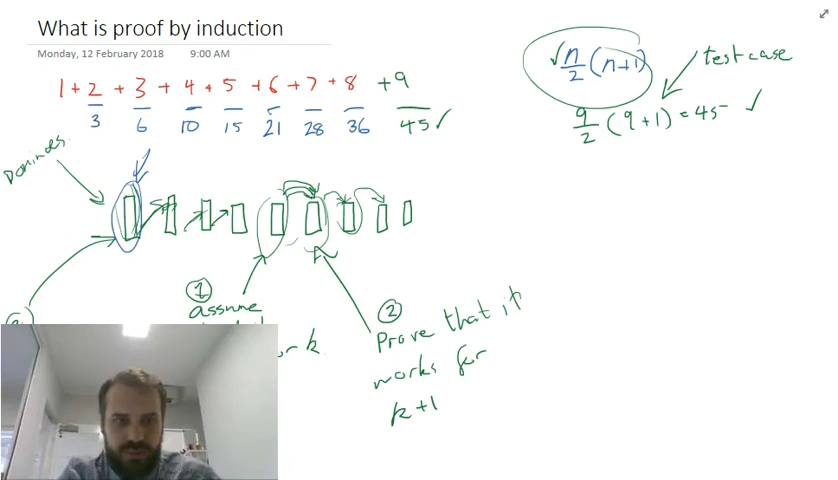 What is proof by induction
Monday, 12 February 2018 9:00 AM
1 + 2 + 3 + 4 + 5 + 6 + 7 + 8 + 9
3 6 10 15 21 28 36 45 ✓
√ n/2 (n+1)
test case
9/2 (9+1) = 45 ✓
Dominoes
①
assume
k
②
Prove that it
works for
k+1